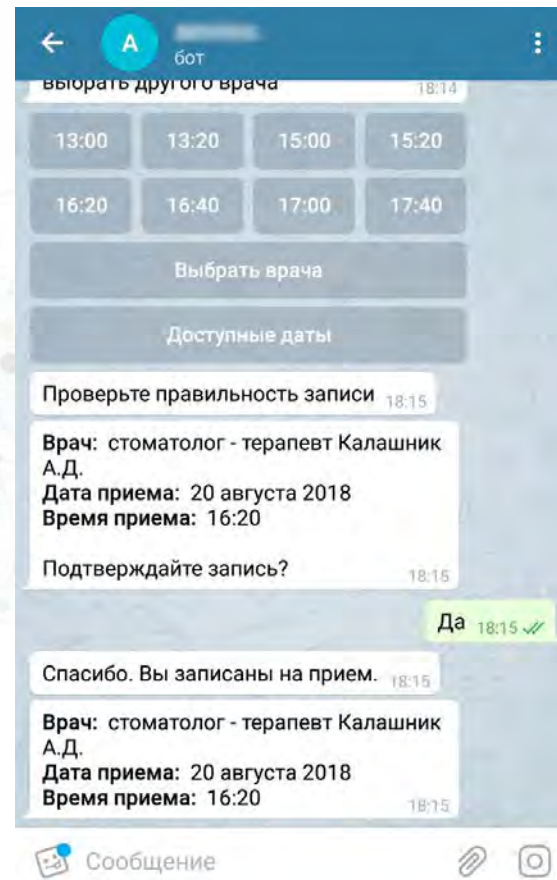 A
бот
выбрать другого врача 18:14
13:00 13:20 15:00 15:20
16:20 16:40 17:00 17:40
Выбрать врача
Доступные даты
Проверьте правильность записи 18:15
Врач: стоматолог - терапевт Калашник
А.Д.
Дата приема: 20 августа 2018
Время приема: 16:20
Подтверждайте запись?
18:15
Да 18:15
Спасибо. Вы записаны на прием. 18:15
Врач: стоматолог - терапевт Калашник
А.Д.
Дата приема: 20 августа 2018
Время приема: 16:20
18:15
Сообщение